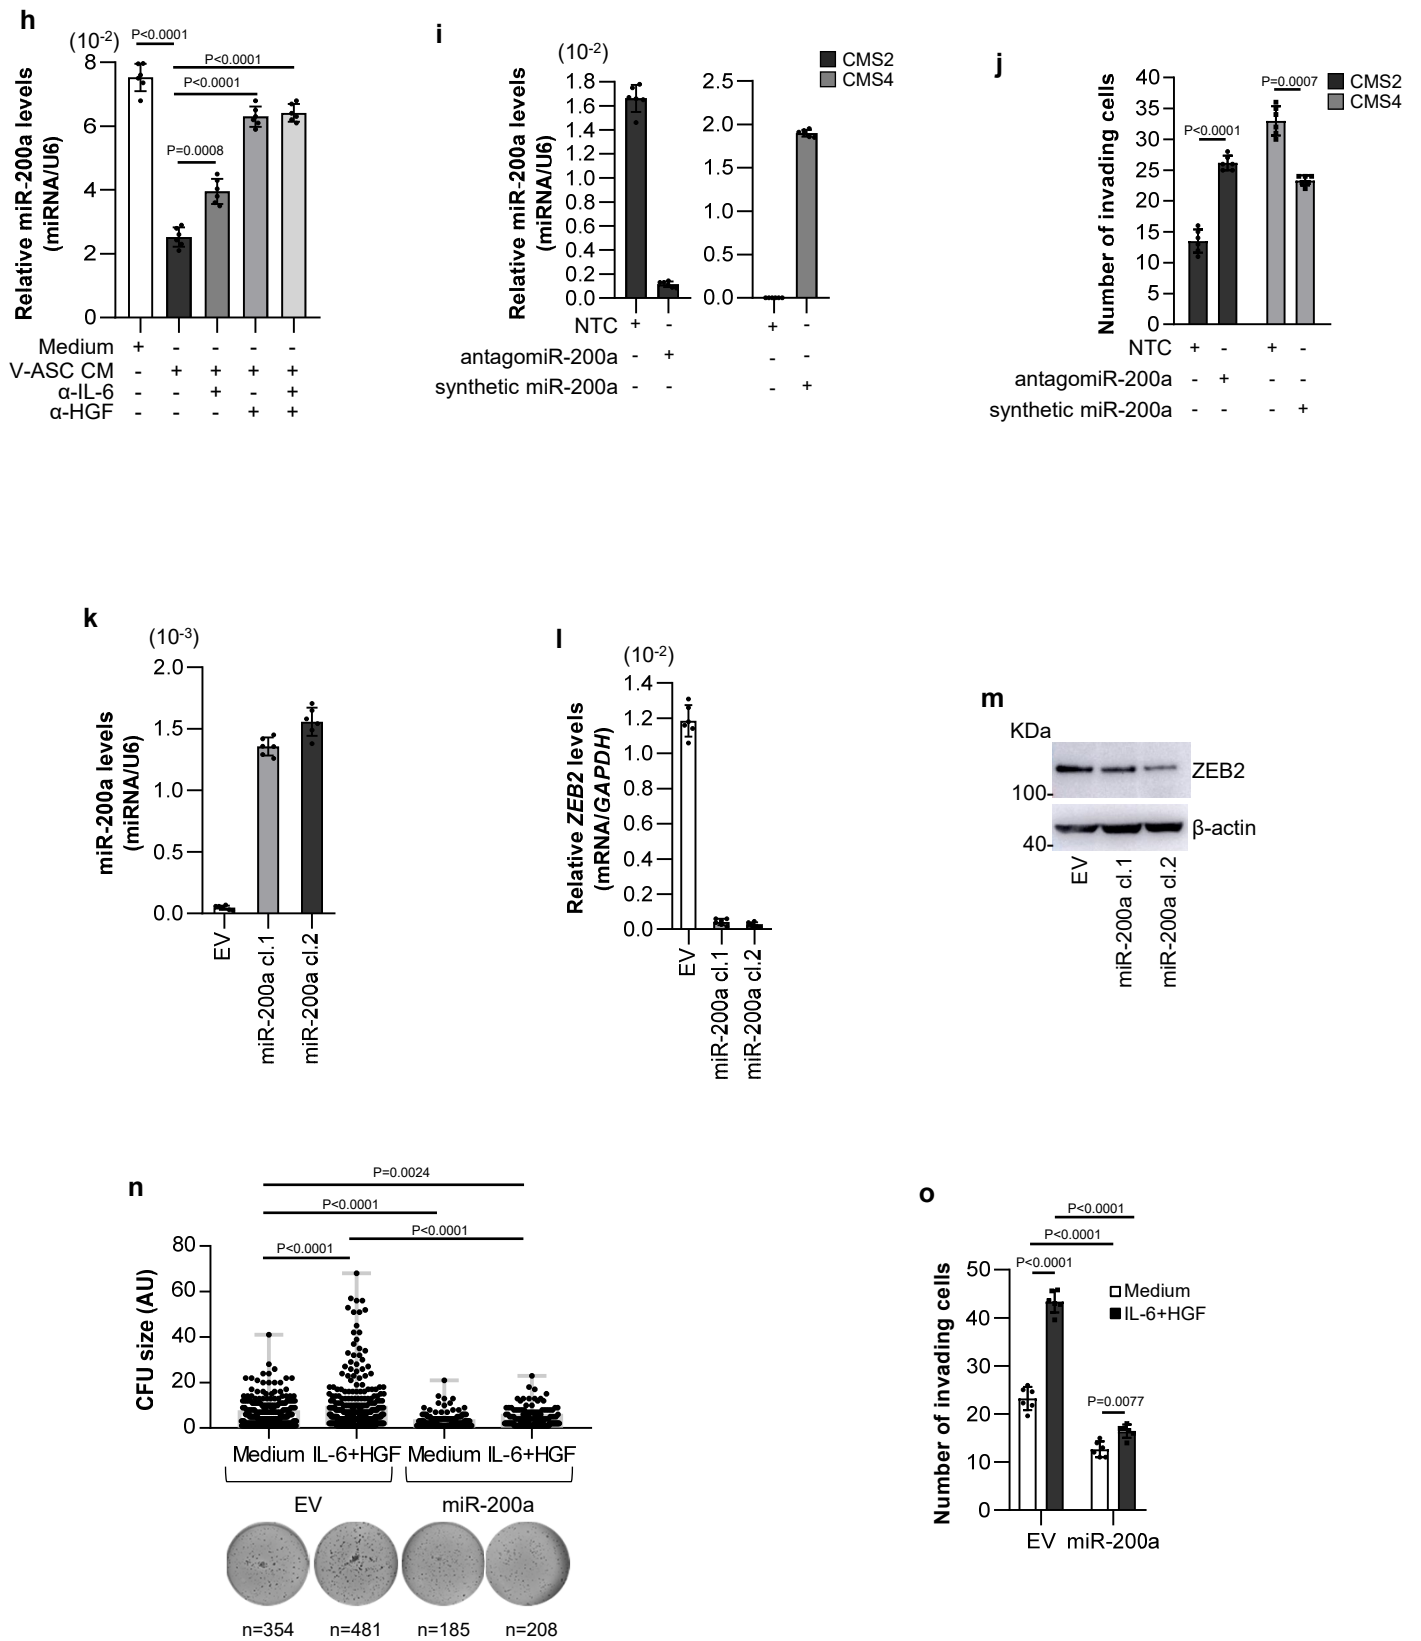 h
(10-2)
P<0.0001
P<0.0001
P<0.0001
P=0.0008
Relative miR-200a levels
(miRNA/U6)
8
6
4
2
0
Medium + - - - -
V-ASC CM - + + + +
α-IL-6 - - + - +
α-HGF - - - + +
i
(10-2)
CMS2
CMS4
Relative miR-200a levels
(miRNA/U6)
1.8
1.6
1.4
1.2
1.0
0.8
0.6
0.4
0.2
0.0
2.5
2.0
1.5
1.0
0.5
0.0
NTC + - + -
antagomiR-200a - + - -
synthetic miR-200a - - - +
j
CMS2
CMS4
P=0.0007
P<0.0001
Number of invading cells
40
35
30
25
20
15
10
5
0
NTC + - + -
antagomiR-200a - + - -
synthetic miR-200a - - - +
k
(10-3)
miR-200a levels
(miRNA/U6)
2.0
1.5
1.0
0.5
0.0
EV
miR-200a cl.1
miR-200a cl.2
l
(10-2)
Relative ZEB2 levels
(mRNA/GAPDH)
1.4
1.2
1.0
0.8
0.6
0.4
0.2
0.0
EV
miR-200a cl.1
miR-200a cl.2
m
KDa
ZEB2
100
β-actin
40
EV
miR-200a cl.1
miR-200a cl.2
n
P=0.0024
P<0.0001
P<0.0001
P<0.0001
CFU size (AU)
80
60
40
20
0
Medium IL-6+HGF Medium IL-6+HGF
EV miR-200a
n=354 n=481 n=185 n=208
o
P<0.0001
P<0.0001
P<0.0001
P=0.0077
Medium
IL-6+HGF
Number of invading cells
50
40
30
20
10
0
EV miR-200a